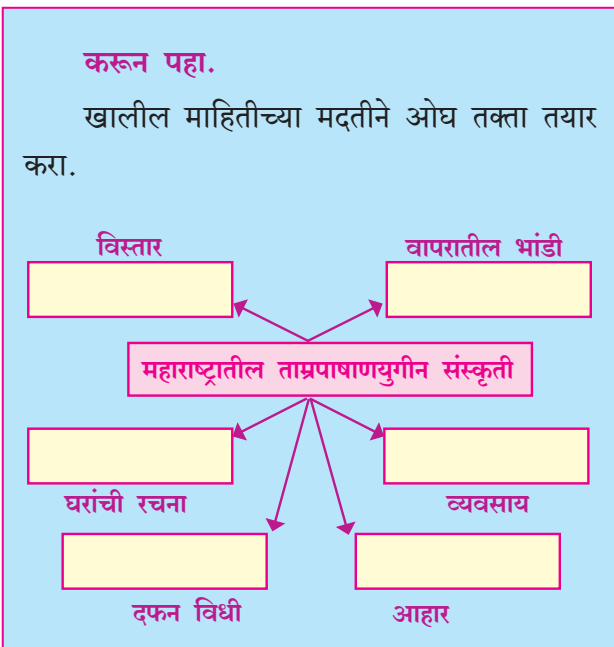 करून पहा.
खालील माहितीच्या मदतीने ओघ तक्ता तयार
करा.
विस्तार
वापरातील भांडी
महाराष्ट्रातील ताम्रपाषाणयुगीन संस्कृती
घरांची रचना
व्यवसाय
दफन विधी
आहार